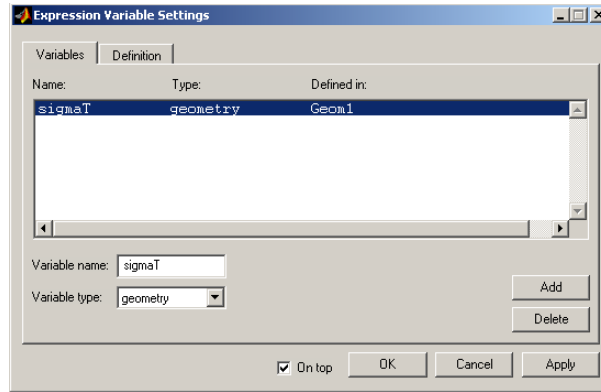 Expression Variable Settings
Variables Definition
Name: Type: Defined in:
sigmaT geometry Geom1
Variable name: sigmaT
Variable type: geometry
Add
Delete
On top OK Cancel Apply